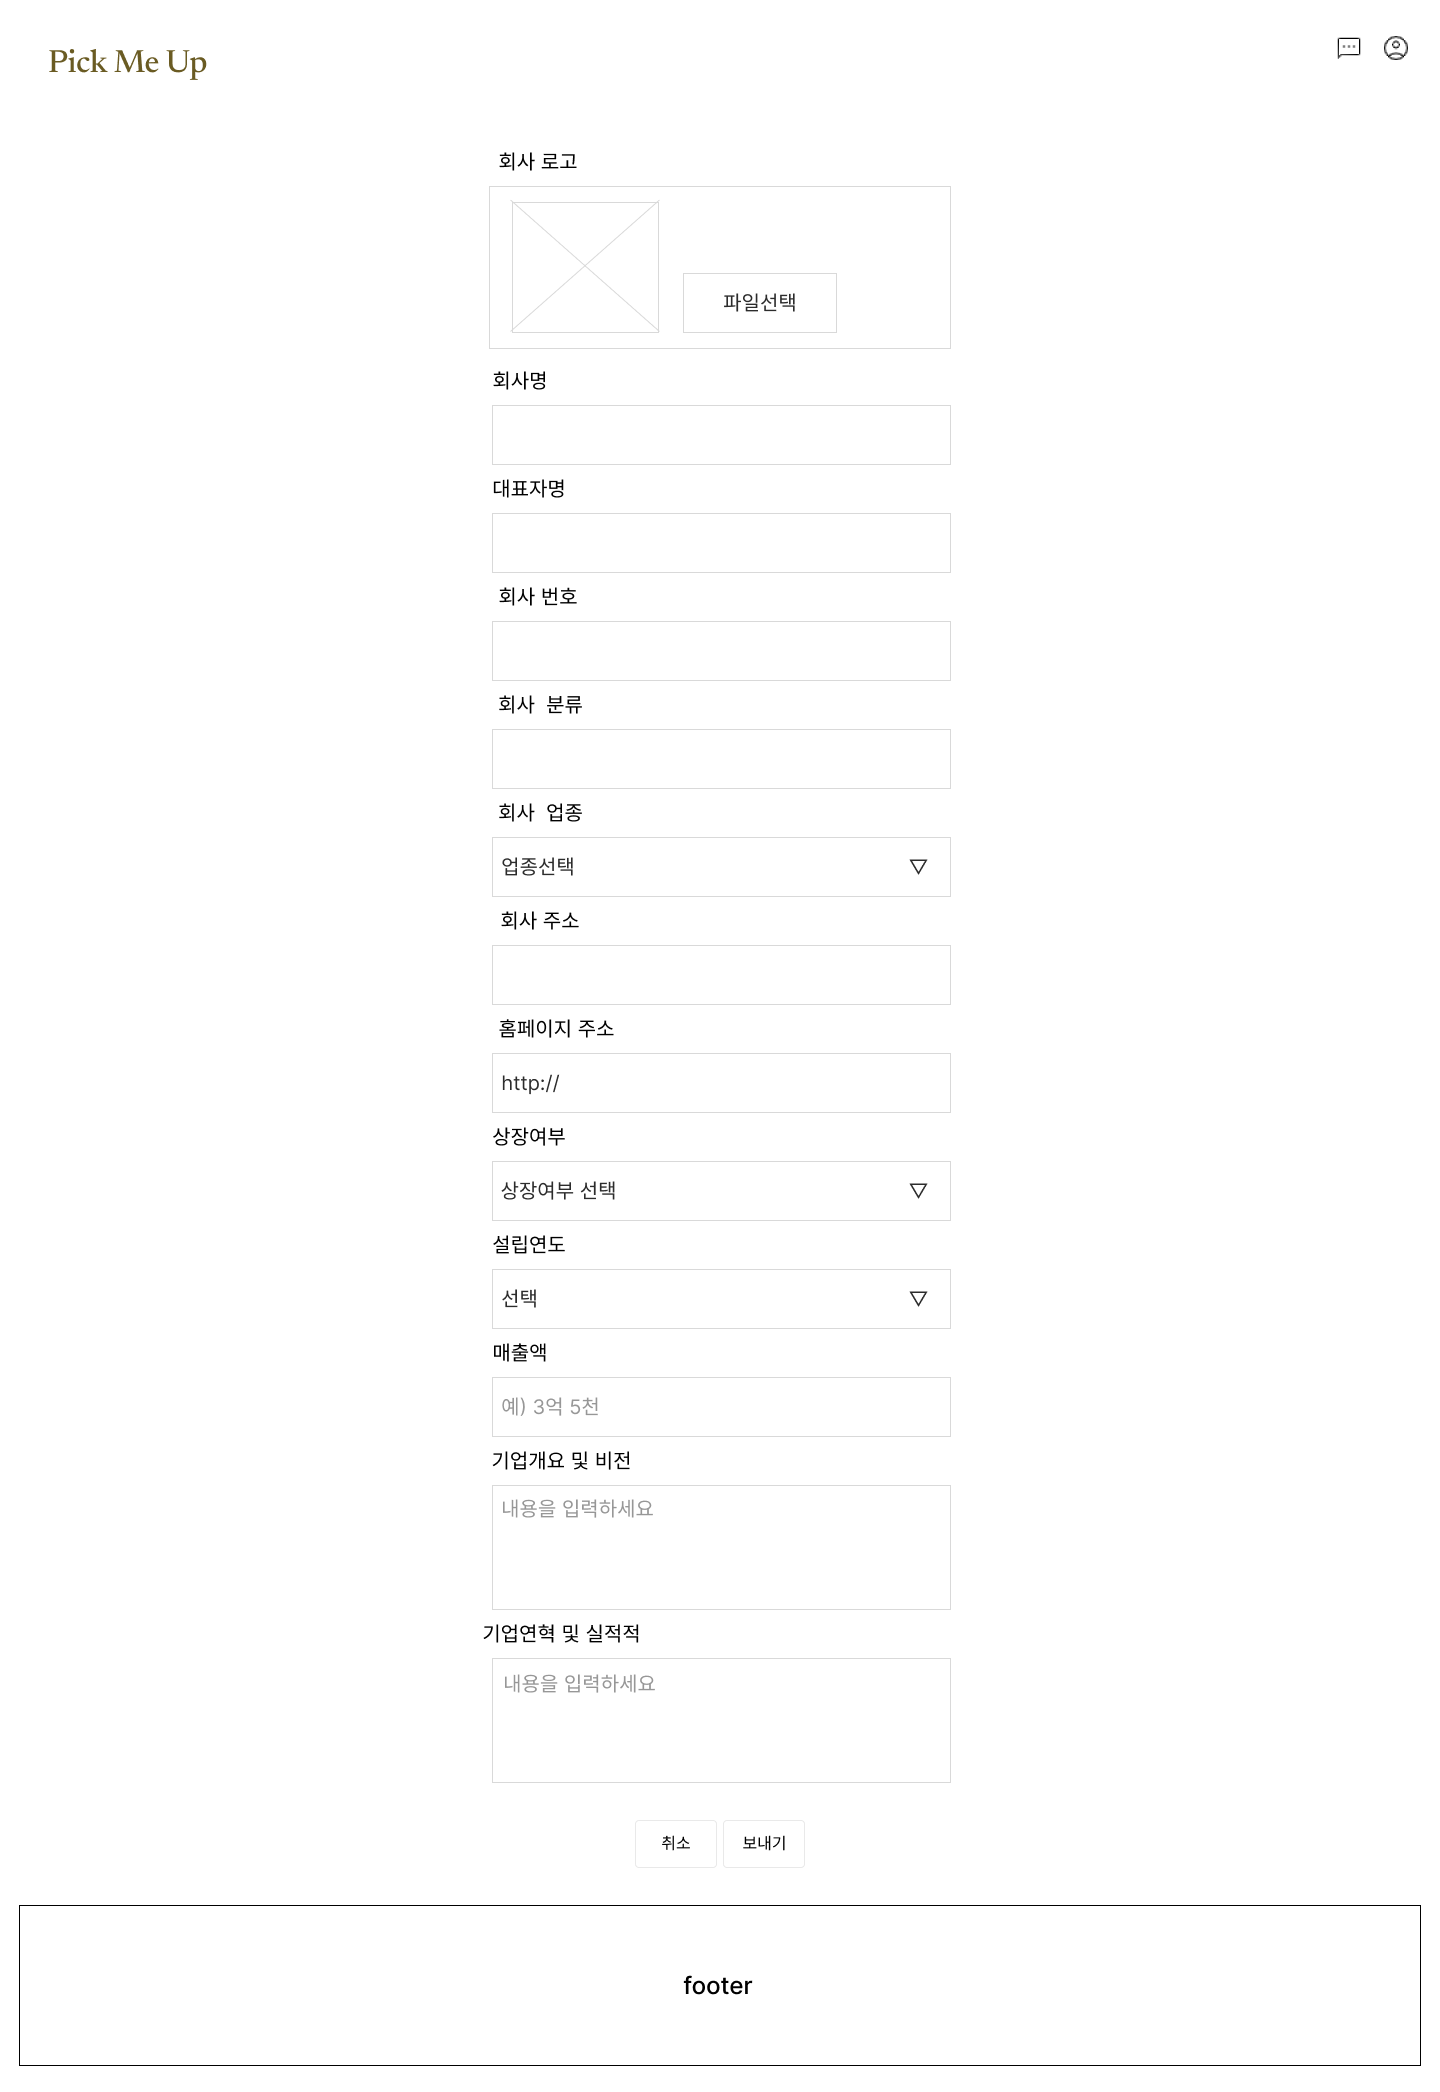 Pick Me Up
회사 로고
파일선택
회사명
대표자명
회사 번호
회사  분류
회사  업종
업종선택
회사 주소
홈페이지 주소
http://
상장여부
상장여부 선택
설립연도
선택
매출액
예) 3억 5천
기업개요 및 비전
내용을 입력하세요
기업연혁 및 실적적
내용을 입력하세요
취소
보내기
footer